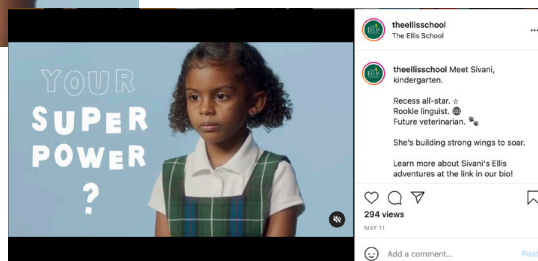 YOUR
SUPER
POWER
?
theellisschool
The Ellis School
theellisschool Meet Sivani,
kindergarten.
Recess all-star. ☆
Rookie linguist. 🌐
Future veterinarian. 🐾
She's building strong wings to soar.
Learn more about Sivani's Ellis
adventures at the link in our bio!
294 views
MAY 11
Add a comment...
Post